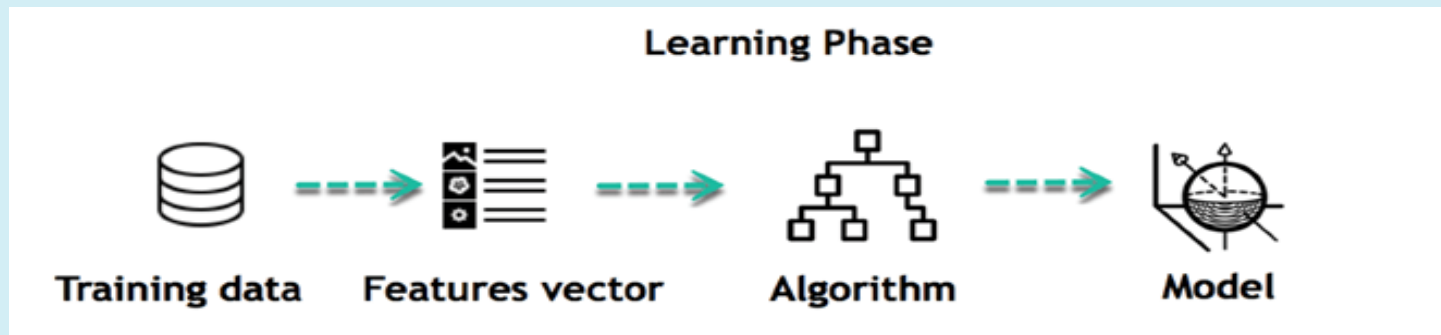 Learning Phase
Training data
Features vector
Algorithm
Model